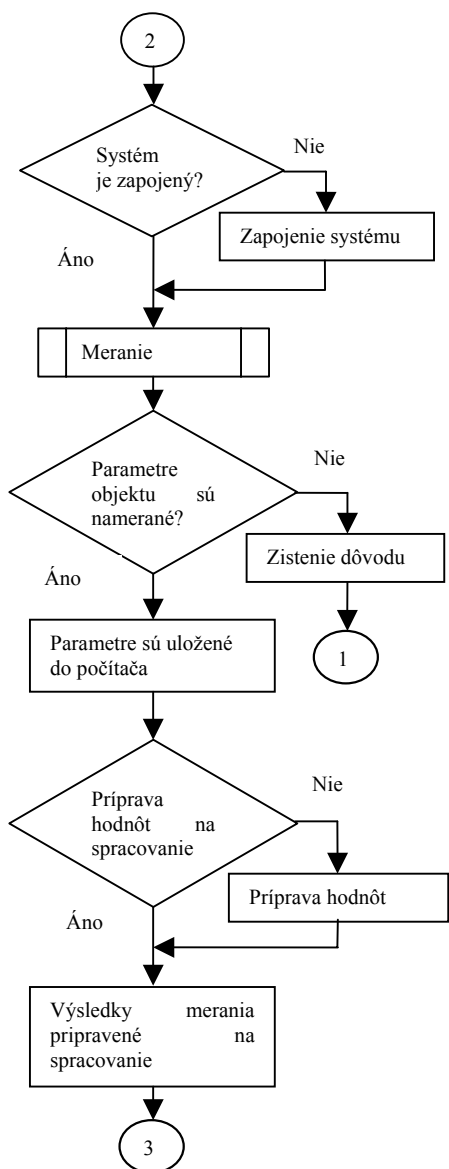 2
Systém
je zapojený?
Nie
Zapojenie systému
Áno
Meranie
Parametre
objektu sú
namerané?
Nie
Zistenie dôvodu
Áno
1
Parametre sú uložené
do počítača
Príprava
hodnôt na
spracovanie
Nie
Príprava hodnôt
Áno
Výsledky merania
pripravené na
spracovanie
3